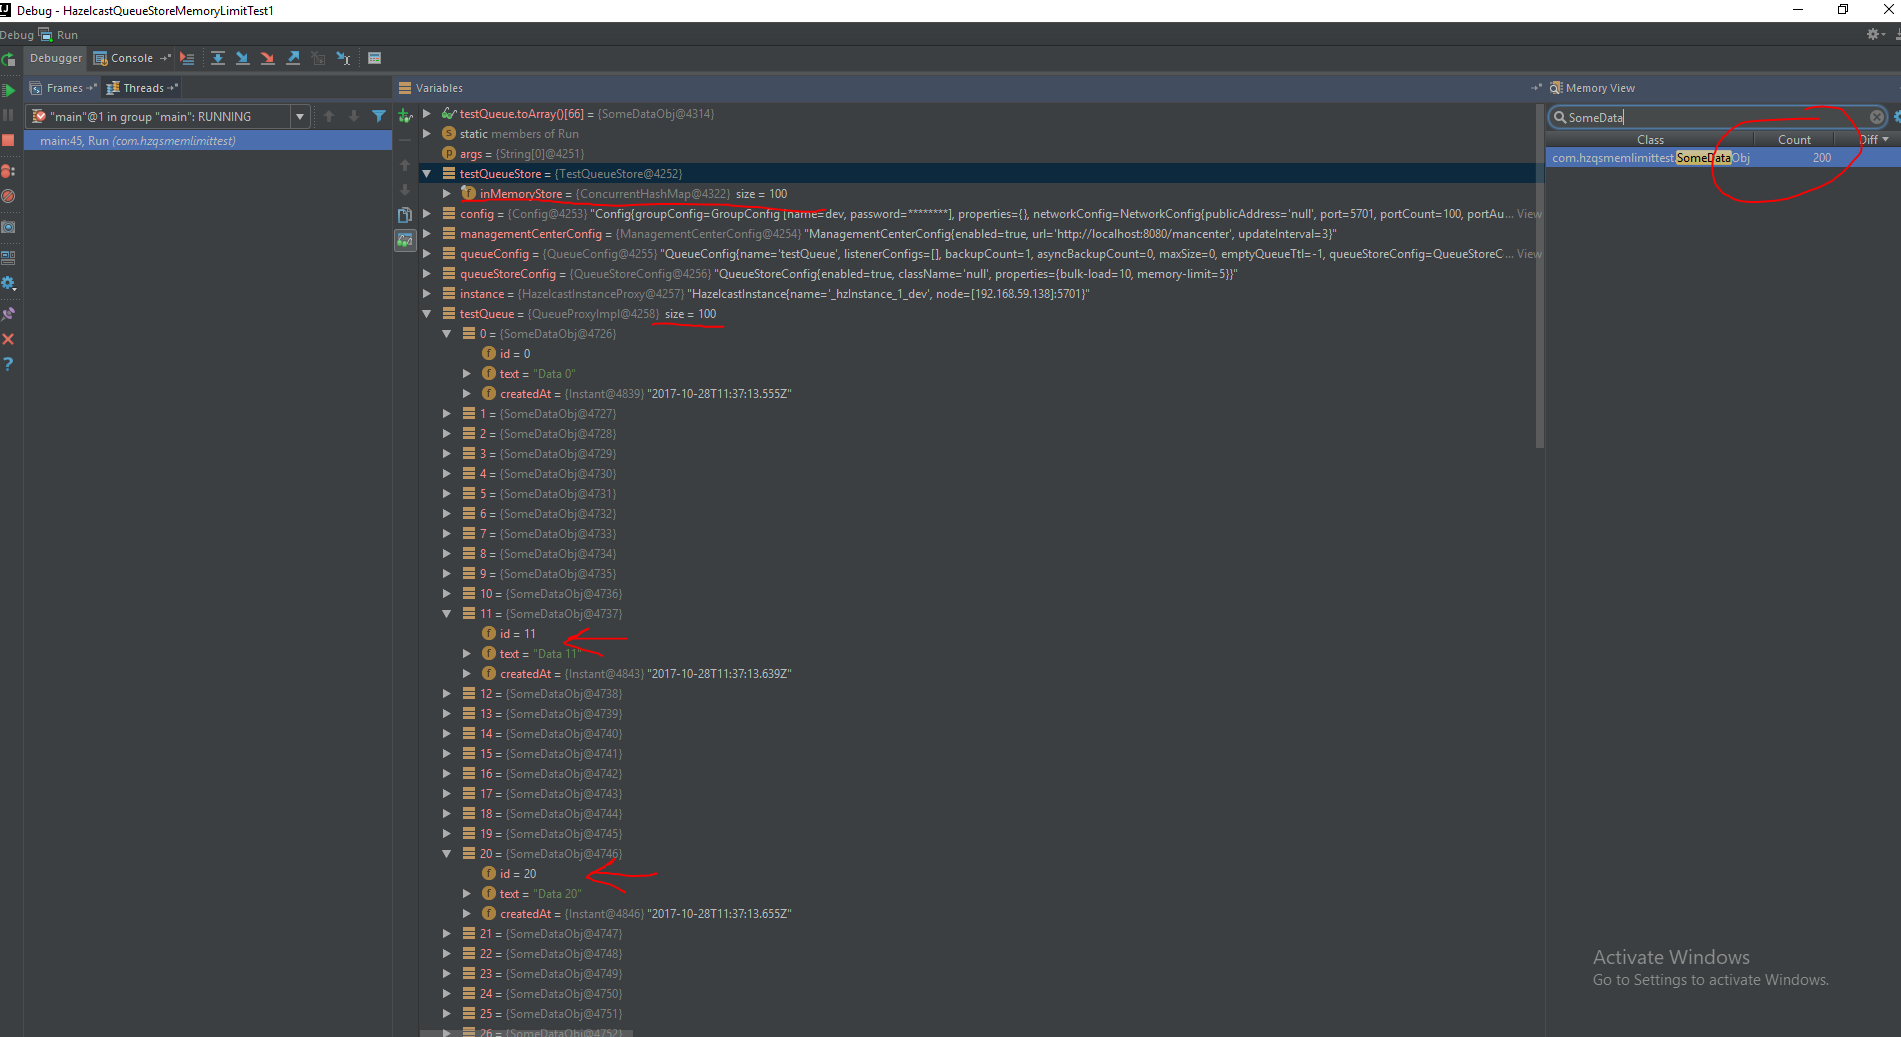 Debug - HazelcastQueueStoreMemoryLimitTest1
Debug Run
Debugger Console
Frames Threads Variables Memory View
"main"@1 in group "main": RUNNING
main:45, Run (com.hzqsmemlimittest)
testQueue.toArray()[66] = {SomeDataObj@4314}
static members of Run
args = {String[0]@4251}
testQueueStore = {TestQueueStore@4252}
inMemoryStore = {ConcurrentHashMap@4322} size = 100
config = {Config@4253} "Config{groupConfig=GroupConfig [name=dev, password=********], properties={}, networkConfig=NetworkConfig{publicAddress='null', port=5701, portCount=100, portAu... View
managementCenterConfig = {ManagementCenterConfig@4254} "ManagementCenterConfig{enabled=true, url='http://localhost:8080/mancenter', updateInterval=3}"
queueConfig = {QueueConfig@4255} "QueueConfig{name='testQueue', listenerConfigs=[], backupCount=1, asyncBackupCount=0, maxSize=0, emptyQueueTtl=-1, queueStoreConfig=QueueStoreC... View
queueStoreConfig = {QueueStoreConfig@4256} "QueueStoreConfig{enabled=true, className='null', properties={bulk-load=10, memory-limit=5}}"
instance = {HazelcastInstanceProxy@4257} "HazelcastInstance{name='_hzInstance_1_dev', node=[192.168.59.138]:5701}"
testQueue = {QueueProxyImpl@4258} size = 100
0 = {SomeDataObj@4726}
id = 0
text = "Data 0"
createdAt = {Instant@4839} "2017-10-28T11:37:13.555Z"
1 = {SomeDataObj@4727}
2 = {SomeDataObj@4728}
3 = {SomeDataObj@4729}
4 = {SomeDataObj@4730}
5 = {SomeDataObj@4731}
6 = {SomeDataObj@4732}
7 = {SomeDataObj@4733}
8 = {SomeDataObj@4734}
9 = {SomeDataObj@4735}
10 = {SomeDataObj@4736}
11 = {SomeDataObj@4737}
id = 11
text = "Data 11"
createdAt = {Instant@4843} "2017-10-28T11:37:13.639Z"
12 = {SomeDataObj@4738}
13 = {SomeDataObj@4739}
14 = {SomeDataObj@4740}
15 = {SomeDataObj@4741}
16 = {SomeDataObj@4742}
17 = {SomeDataObj@4743}
18 = {SomeDataObj@4744}
19 = {SomeDataObj@4745}
20 = {SomeDataObj@4746}
id = 20
text = "Data 20"
createdAt = {Instant@4846} "2017-10-28T11:37:13.655Z"
21 = {SomeDataObj@4747}
22 = {SomeDataObj@4748}
23 = {SomeDataObj@4749}
24 = {SomeDataObj@4750}
25 = {SomeDataObj@4751}
26 = {SomeDataObj@4752}
SomeData
Class Count Diff
com.hzqsmemlimittest.SomeDataObj 200
Activate Windows
Go to Settings to activate Windows.